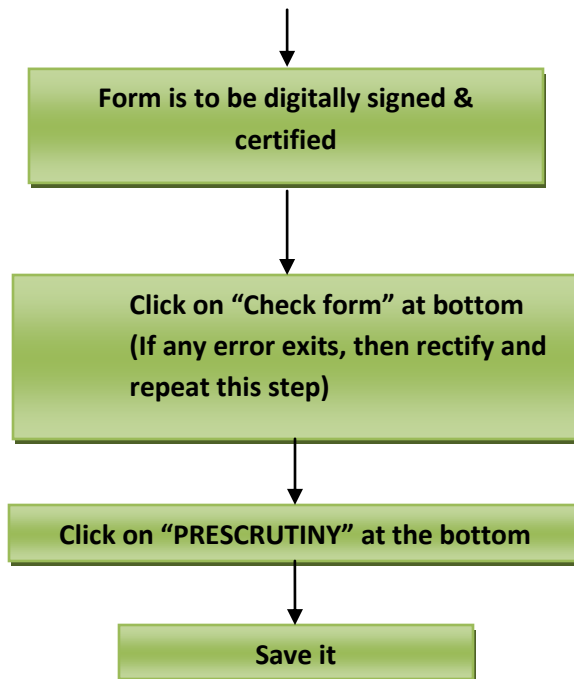 Form is to be digitally signed &
certified
Click on “Check form” at bottom
(If any error exits, then rectify and
repeat this step)
Click on “PRESCRUTINY” at the bottom
Save it